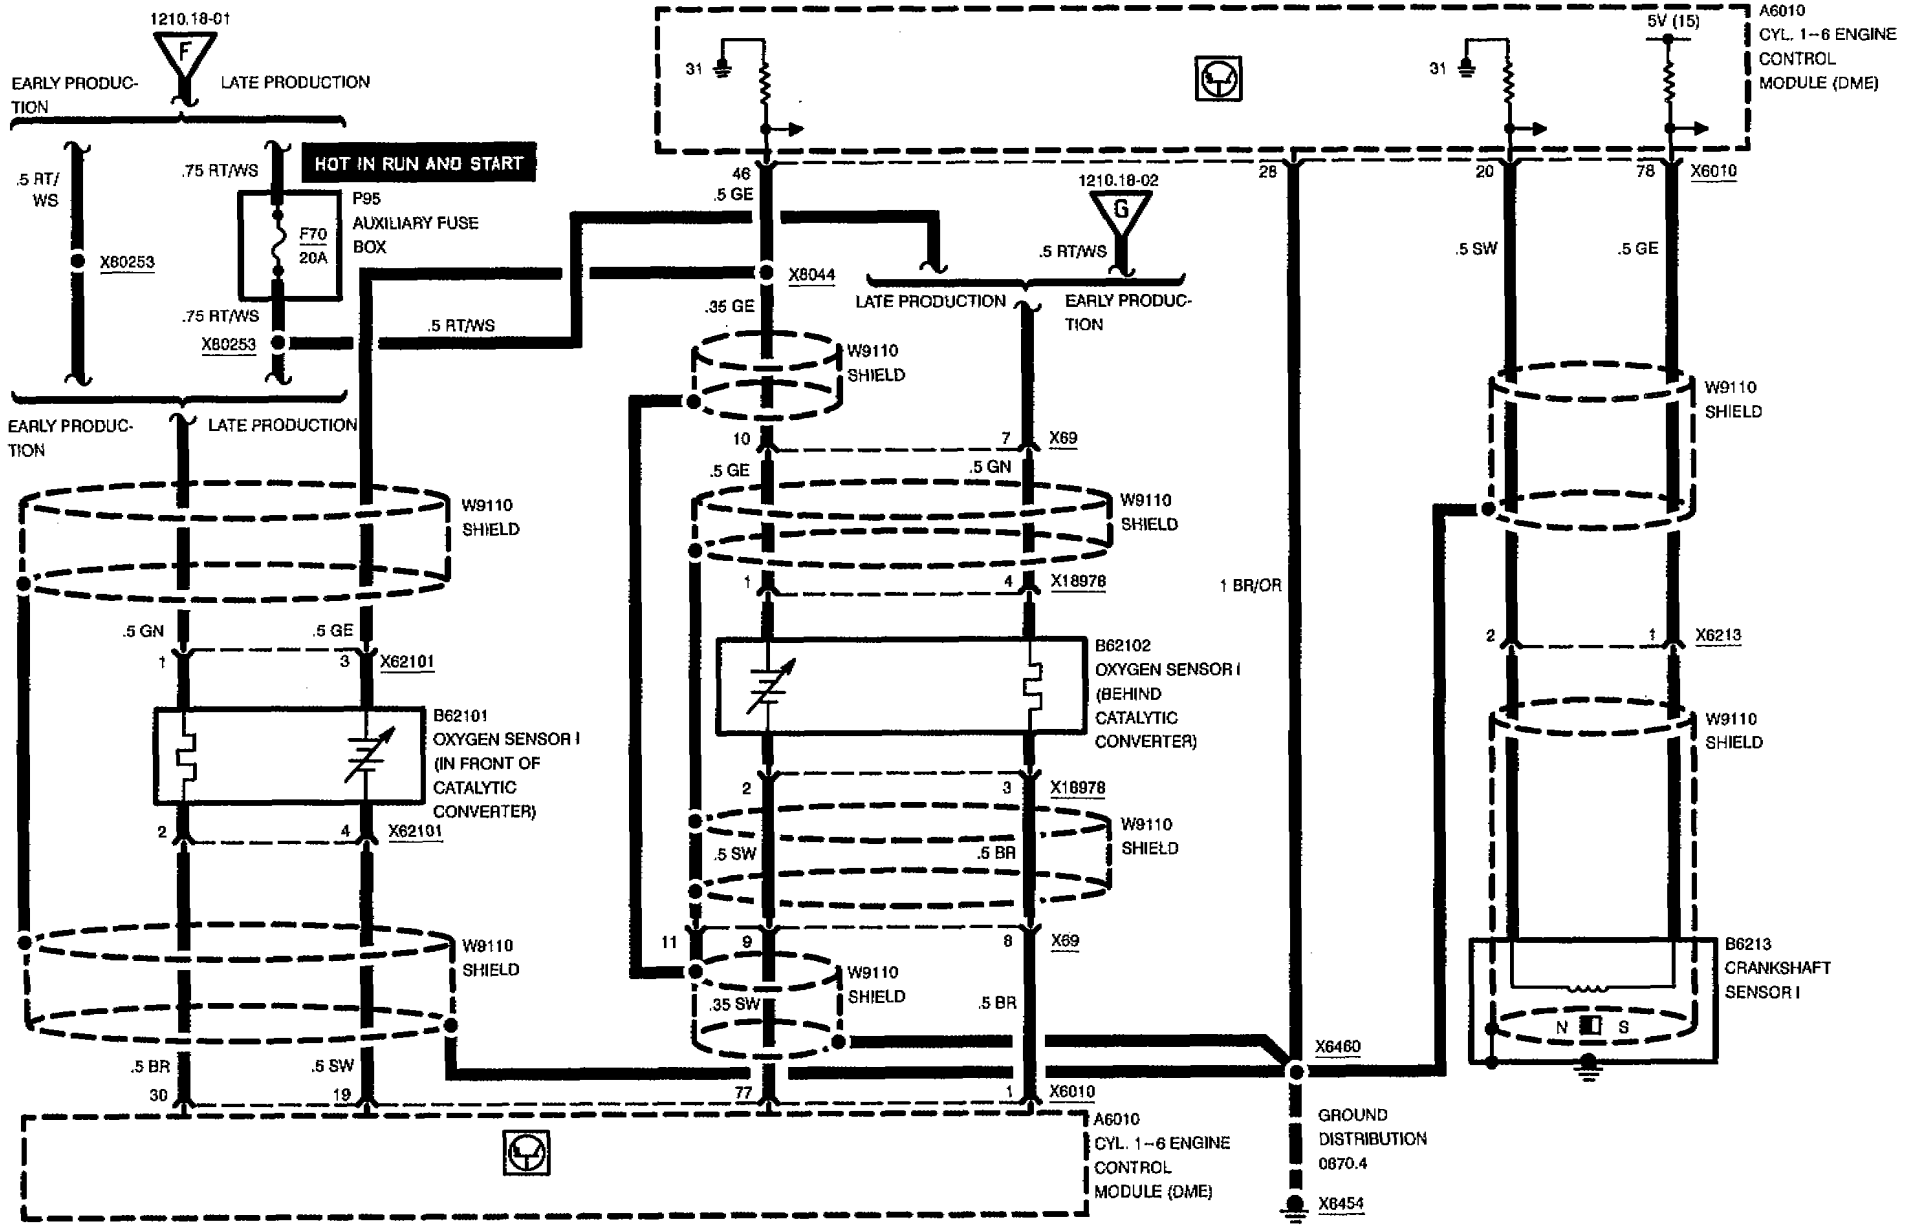 1210.18-01
F
EARLY PRODUC-
TION
LATE PRODUCTION
.5 RT/
WS
.75 RT/WS
HOT IN RUN AND START
P95
AUXILIARY FUSE
BOX
F70
20A
X80253
.75 RT/WS
X80253
.5 RT/WS
EARLY PRODUC-
TION
LATE PRODUCTION
W9110
SHIELD
.5 GN
.5 GE
1
3
X62101
B62101
OXYGEN SENSOR I
(IN FRONT OF
CATALYTIC
CONVERTER)
2
4
X62101
W9110
SHIELD
.5 BR
.5 SW
30
19
31
46
.5 GE
X8044
.35 GE
1210.18-02
G
.5 RT/WS
LATE PRODUCTION
EARLY PRODUC-
TION
W9110
SHIELD
10
7
X69
.5 GE
.5 GN
W9110
SHIELD
1
4
X18978
B62102
OXYGEN SENSOR I
(BEHIND
CATALYTIC
CONVERTER)
2
3
X18978
W9110
SHIELD
.5 SW
.5 BR
11
9
8
X69
W9110
SHIELD
.35 SW
.5 BR
77
1
X6010
A6010
CYL. 1-6 ENGINE
CONTROL
MODULE (DME)
28
1 BR/OR
X6460
GROUND
DISTRIBUTION
0670.4
X6454
31
5V (15)
A6010
CYL. 1-6 ENGINE
CONTROL
MODULE (DME)
20
78
X6010
.5 SW
.5 GE
W9110
SHIELD
2
1
X6213
W9110
SHIELD
B6213
CRANKSHAFT
SENSOR I
N
S